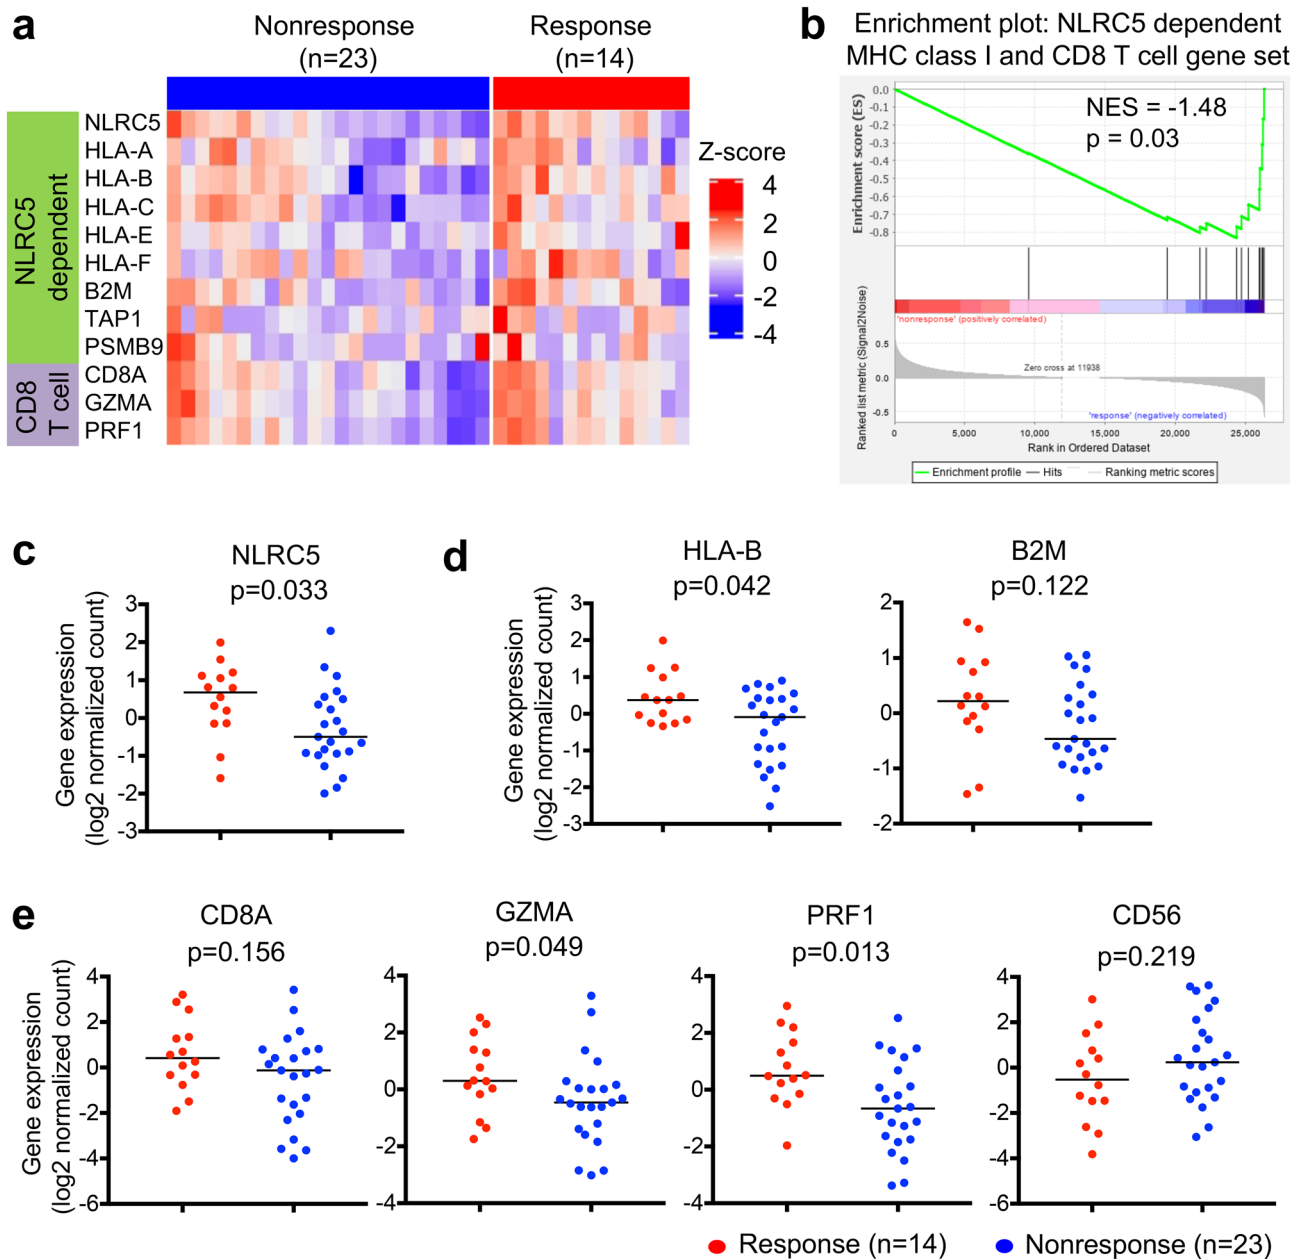 a
Nonresponse
(n=23)
Response
(n=14)
NLRC5
dependent
CD8
T cell
NLRC5
HLA-A
HLA-B
HLA-C
HLA-E
HLA-F
B2M
TAP1
PSMB9
CD8A
GZMA
PRF1
Z-score
4
2
0
-2
-4
b
Enrichment plot: NLRC5 dependent
MHC class I and CD8 T cell gene set
NES = -1.48
p = 0.03
Enrichment score (ES)
0.0
-0.1
-0.2
-0.3
-0.4
-0.5
-0.6
-0.7
-0.8
'nonresponse' (positively correlated)
Ranked list metric (Signal2Noise)
0.5
0.0
-0.5
Zero cross at 11938
'response' (negatively correlated)
0 5,000 10,000 15,000 20,000 25,000
Rank in Ordered Dataset
Enrichment profile Hits Ranking metric scores
c
NLRC5
p=0.033
Gene expression
(log2 normalized count)
3
2
1
0
-1
-2
-3
d
HLA-B
p=0.042
Gene expression
(log2 normalized count)
3
2
1
0
-1
-2
-3
B2M
p=0.122
2
1
0
-1
-2
e
CD8A
p=0.156
Gene expression
(log2 normalized count)
4
2
0
-2
-4
-6
GZMA
p=0.049
4
2
0
-2
-4
PRF1
p=0.013
4
2
0
-2
-4
CD56
p=0.219
4
2
0
-2
-4
-6
Response (n=14) Nonresponse (n=23)